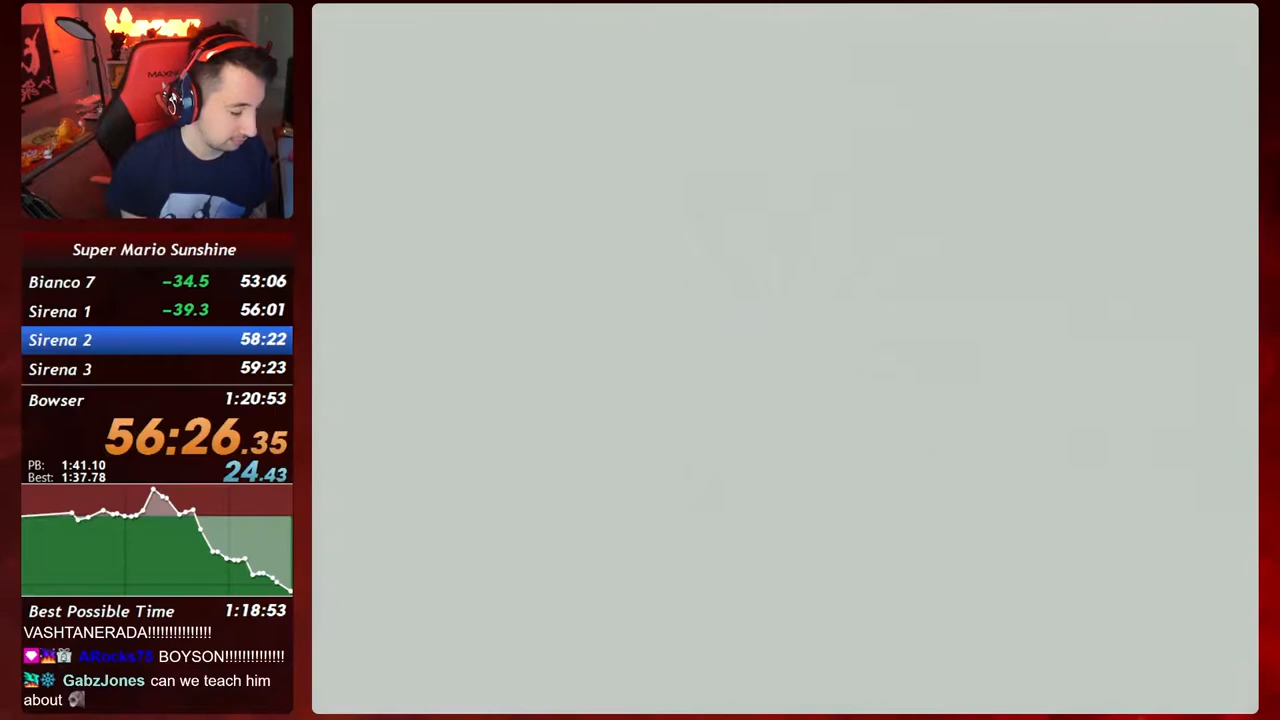 MAXN
Super Mario Sunshine
Bianco 7 -34.5 53:06
Sirena 1 -39.3 56:01
Sirena 2 58:22
Sirena 3 59:23
Bowser 1:20:53
56:26.35
PB: 1:41.10
Best: 1:37.78
24.43
Best Possible Time 1:18:53
VASHTANERADA!!!!!!!!!!!!!!
ARocks75 BOYSON!!!!!!!!!!!!!!
GabzJones can we teach him
about